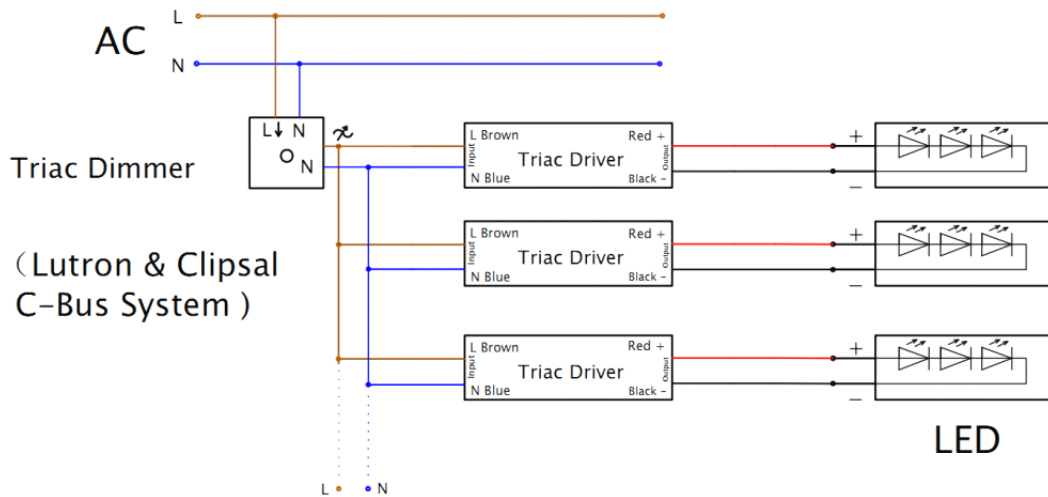 L
AC
N
L N
N
Triac Dimmer
(Lutron & Clipsal
C-Bus System )
L Brown
Red +
Input
Triac Driver
Output
N Blue
Black -
+
−
L Brown
Red +
Input
Triac Driver
Output
N Blue
Black -
+
−
L Brown
Red +
Input
Triac Driver
Output
N Blue
Black -
+
−
LED
L
N